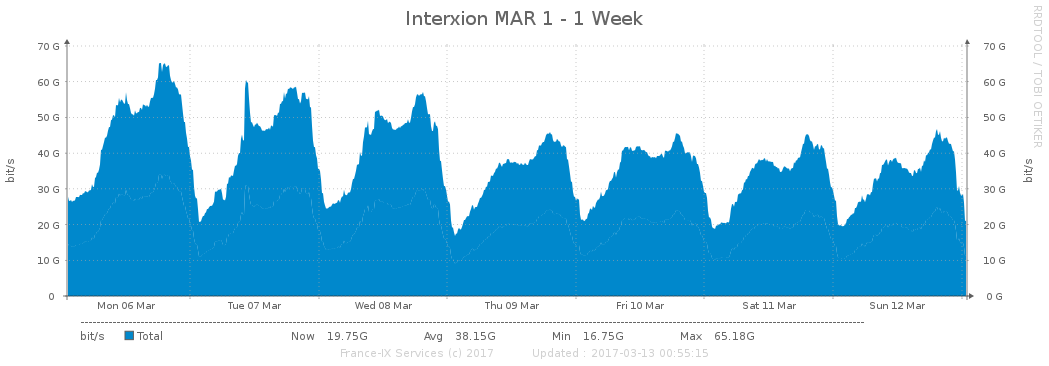 Interxion MAR 1 - 1 Week
RRDTOOL / TOBI OETIKER
70 G 70 G
60 G 60 G
50 G 50 G
40 G 40 G
30 G 30 G
20 G 20 G
10 G 10 G
0 0 G
bit/s bit/s
Mon 06 Mar Tue 07 Mar Wed 08 Mar Thu 09 Mar Fri 10 Mar Sat 11 Mar Sun 12 Mar
bit/s Total Now 19.75G Avg 38.15G Min 16.75G Max 65.18G
France-IX Services (c) 2017 Updated : 2017-03-13 00:55:15